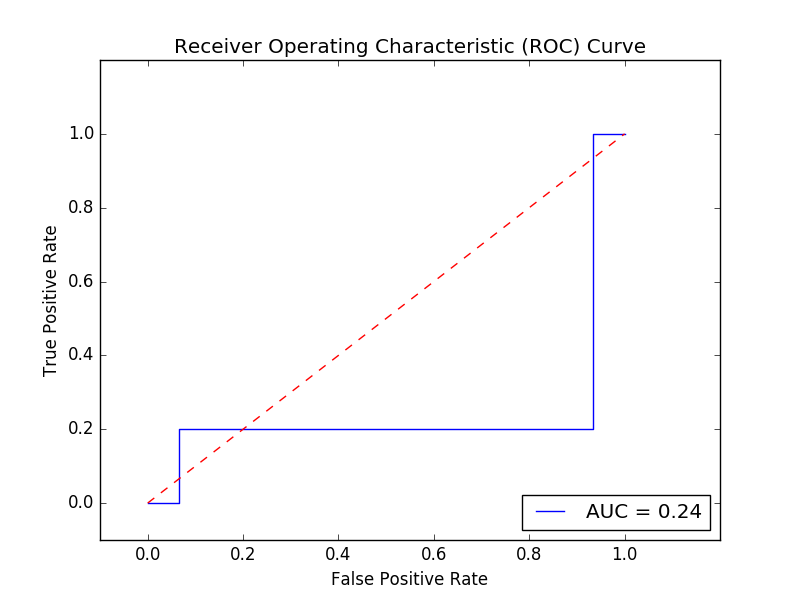 Receiver Operating Characteristic (ROC) Curve
True Positive Rate
1.0
0.8
0.6
0.4
0.2
0.0
AUC = 0.24
0.0 0.2 0.4 0.6 0.8 1.0
False Positive Rate